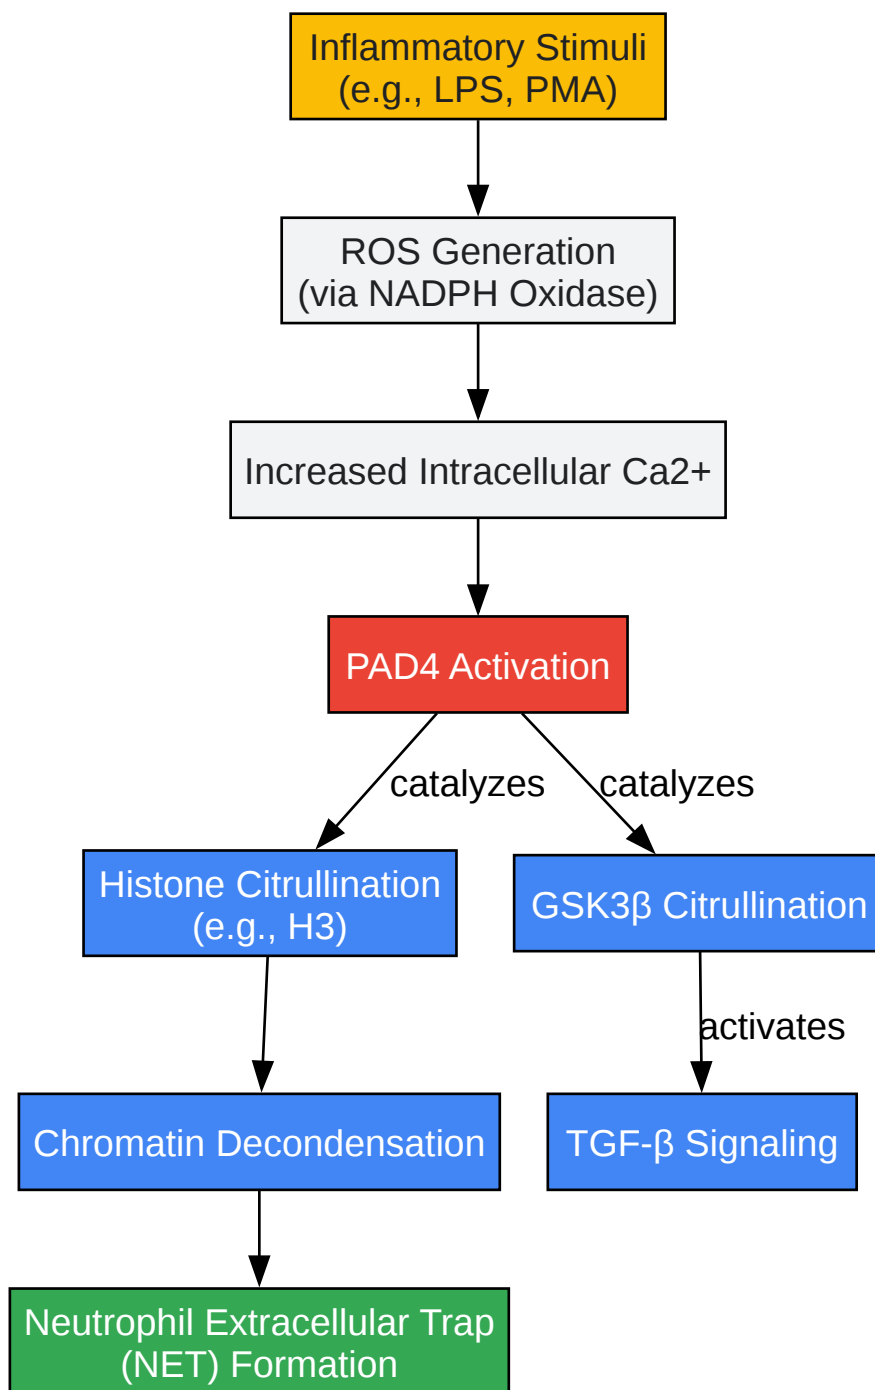 Inflammatory Stimuli
(e.g., LPS, PMA)
ROS Generation
(via NADPH Oxidase)
Increased Intracellular Ca2+
PAD4 Activation
catalyzes
catalyzes
Histone Citrullination
(e.g., H3)
GSK3β Citrullination
activates
Chromatin Decondensation
TGF-β Signaling
Neutrophil Extracellular Trap
(NET) Formation